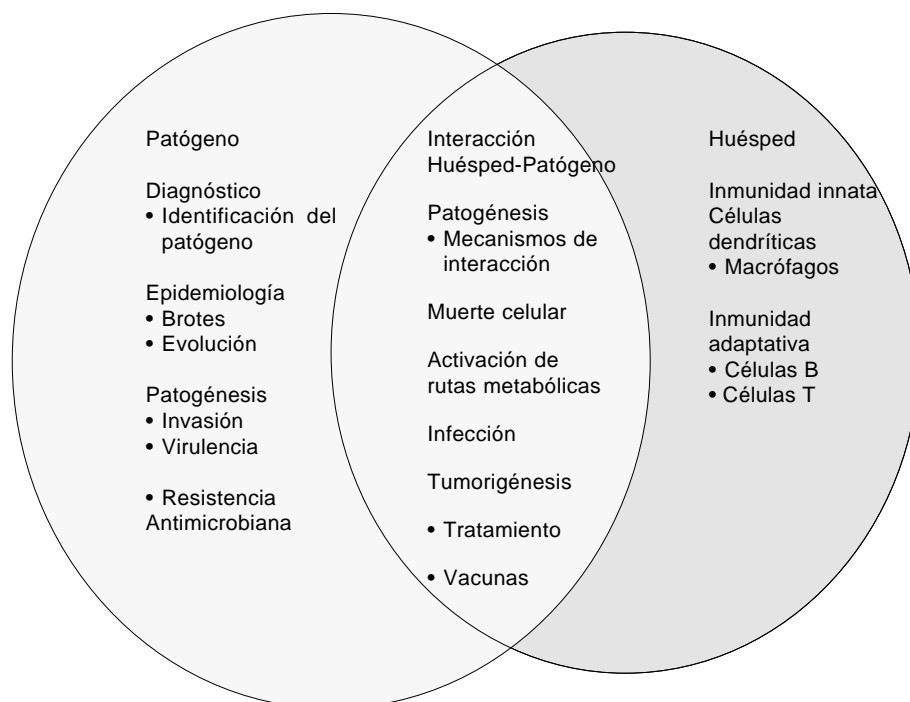 Patógeno
Diagnóstico
• Identificación del
patógeno
Epidemiología
• Brotes
• Evolución
Patogénesis
• Invasión
• Virulencia
• Resistencia
Antimicrobiana
Interacción
Huésped-Patógeno
Patogénesis
• Mecanismos de
interacción
Muerte celular
Activación de
rutas metabólicas
Infección
Tumorigénesis
• Tratamiento
• Vacunas
Huésped
Inmunidad innata
Células
dendríticas
• Macrófagos
Inmunidad
adaptativa
• Células B
• Células T